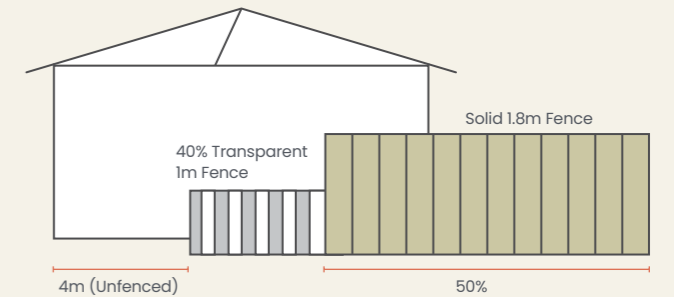 Solid 1.8m Fence
40% Transparent
1m Fence
4m (Unfenced)
50%